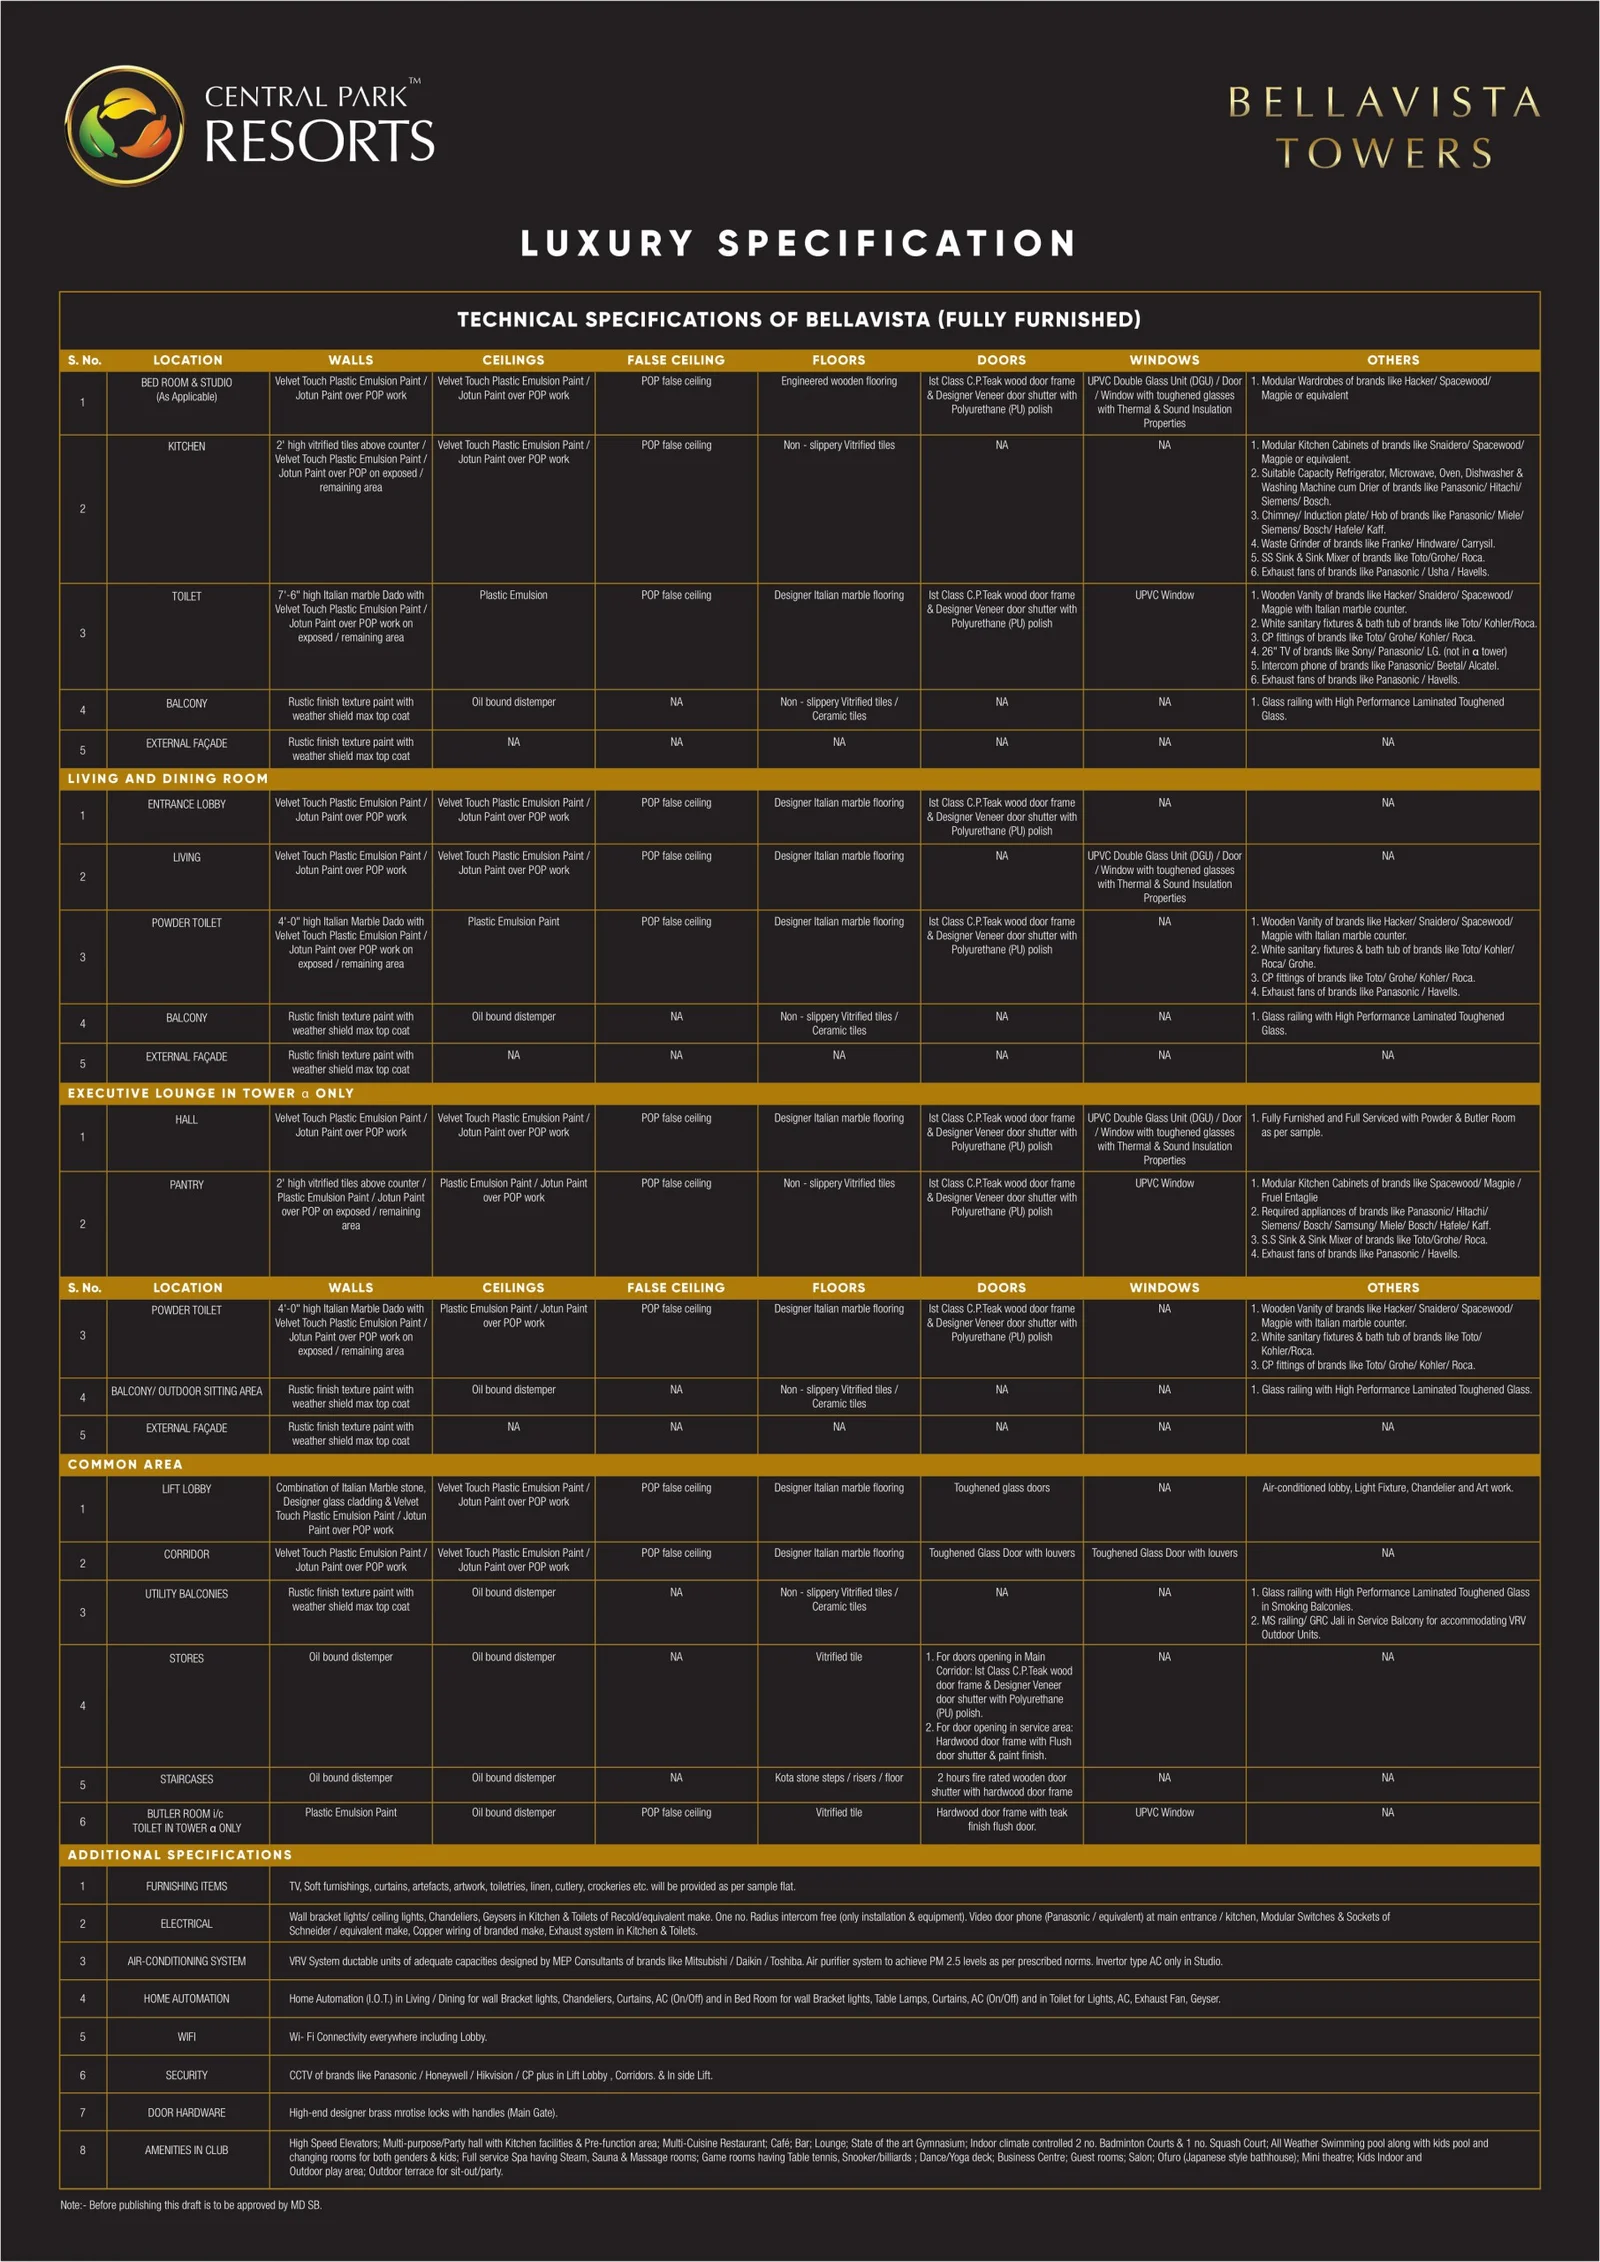 CENTRAL PARK™
RESORTS
BELLAVISTA
TOWERS
LUXURY SPECIFICATION
TECHNICAL SPECIFICATIONS OF BELLAVISTA (FULLY FURNISHED)
S. No. LOCATION WALLS CEILINGS FALSE CEILING FLOORS DOORS WINDOWS OTHERS
1
BED ROOM & STUDIO
(As Applicable)
Velvet Touch Plastic Emulsion Paint /
Jotun Paint over POP work
Velvet Touch Plastic Emulsion Paint /
Jotun Paint over POP work
POP false ceiling
Engineered wooden flooring
Ist Class C.P.Teak wood door frame
& Designer Veneer door shutter with
Polyurethane (PU) polish
UPVC Double Glass Unit (DGU) / Door
/ Window with toughened glasses
with Thermal & Sound Insulation
Properties
1. Modular Wardrobes of brands like Hacker/ Spacewood/
Magpie or equivalent
2
KITCHEN
2' high vitrified tiles above counter /
Velvet Touch Plastic Emulsion Paint /
Jotun Paint over POP on exposed /
remaining area
Velvet Touch Plastic Emulsion Paint /
Jotun Paint over POP work
POP false ceiling
Non - slippery Vitrified tiles
NA
NA
1. Modular Kitchen Cabinets of brands like Snaidero/ Spacewood/
Magpie or equivalent.
2. Suitable Capacity Refrigerator, Microwave, Oven, Dishwasher &
Washing Machine cum Drier of brands like Panasonic/ Hitachi/
Siemens/ Bosch.
3. Chimney/ Induction plate/ Hob of brands like Panasonic/ Miele/
Siemens/ Bosch/ Hafele/ Kaff.
4. Waste Grinder of brands like Franke/ Hindware/ Carrysil.
5. SS Sink & Sink Mixer of brands like Toto/Grohe/ Roca.
6. Exhaust fans of brands like Panasonic / Usha / Havells.
3
TOILET
7'-6" high Italian marble Dado with
Velvet Touch Plastic Emulsion Paint /
Jotun Paint over POP work on
exposed / remaining area
Plastic Emulsion
POP false ceiling
Designer Italian marble flooring
Ist Class C.P.Teak wood door frame
& Designer Veneer door shutter with
Polyurethane (PU) polish
UPVC Window
1. Wooden Vanity of brands like Hacker/ Snaidero/ Spacewood/
Magpie with Italian marble counter.
2. White sanitary fixtures & bath tub of brands like Toto/ Kohler/Roca.
3. CP fittings of brands like Toto/ Grohe/ Kohler/ Roca.
4. 26" TV of brands like Sony/ Panasonic/ LG. (not in α tower)
5. Intercom phone of brands like Panasonic/ Beetal/ Alcatel.
6. Exhaust fans of brands like Panasonic / Havells.
4
BALCONY
Rustic finish texture paint with
weather shield max top coat
Oil bound distemper
NA
Non - slippery Vitrified tiles /
Ceramic tiles
NA
NA
1. Glass railing with High Performance Laminated Toughened
Glass.
5
EXTERNAL FAÇADE
Rustic finish texture paint with
weather shield max top coat
NA
NA
NA
NA
NA
NA
LIVING AND DINING ROOM
1
ENTRANCE LOBBY
Velvet Touch Plastic Emulsion Paint /
Jotun Paint over POP work
Velvet Touch Plastic Emulsion Paint /
Jotun Paint over POP work
POP false ceiling
Designer Italian marble flooring
Ist Class C.P.Teak wood door frame
& Designer Veneer door shutter with
Polyurethane (PU) polish
NA
NA
2
LIVING
Velvet Touch Plastic Emulsion Paint /
Jotun Paint over POP work
Velvet Touch Plastic Emulsion Paint /
Jotun Paint over POP work
POP false ceiling
Designer Italian marble flooring
NA
UPVC Double Glass Unit (DGU) / Door
/ Window with toughened glasses
with Thermal & Sound Insulation
Properties
NA
3
POWDER TOILET
4'-0" high Italian Marble Dado with
Velvet Touch Plastic Emulsion Paint /
Jotun Paint over POP work on
exposed / remaining area
Plastic Emulsion Paint
POP false ceiling
Designer Italian marble flooring
Ist Class C.P.Teak wood door frame
& Designer Veneer door shutter with
Polyurethane (PU) polish
NA
1. Wooden Vanity of brands like Hacker/ Snaidero/ Spacewood/
Magpie with Italian marble counter.
2. White sanitary fixtures & bath tub of brands like Toto/ Kohler/
Roca/ Grohe.
3. CP fittings of brands like Toto/ Grohe/ Kohler/ Roca.
4. Exhaust fans of brands like Panasonic / Havells.
4
BALCONY
Rustic finish texture paint with
weather shield max top coat
Oil bound distemper
NA
Non - slippery Vitrified tiles /
Ceramic tiles
NA
NA
1. Glass railing with High Performance Laminated Toughened
Glass.
5
EXTERNAL FAÇADE
Rustic finish texture paint with
weather shield max top coat
NA
NA
NA
NA
NA
NA
EXECUTIVE LOUNGE IN TOWER α ONLY
1
HALL
Velvet Touch Plastic Emulsion Paint /
Jotun Paint over POP work
Velvet Touch Plastic Emulsion Paint /
Jotun Paint over POP work
POP false ceiling
Designer Italian marble flooring
Ist Class C.P.Teak wood door frame
& Designer Veneer door shutter with
Polyurethane (PU) polish
UPVC Double Glass Unit (DGU) / Door
/ Window with toughened glasses
with Thermal & Sound Insulation
Properties
1. Fully Furnished and Full Serviced with Powder & Butler Room
as per sample.
2
PANTRY
2' high vitrified tiles above counter /
Plastic Emulsion Paint / Jotun Paint
over POP on exposed / remaining
area
Plastic Emulsion Paint / Jotun Paint
over POP work
POP false ceiling
Non - slippery Vitrified tiles
Ist Class C.P.Teak wood door frame
& Designer Veneer door shutter with
Polyurethane (PU) polish
UPVC Window
1. Modular Kitchen Cabinets of brands like Spacewood/ Magpie /
Fruel Entaglie
2. Required appliances of brands like Panasonic/ Hitachi/
Siemens/ Bosch/ Samsung/ Miele/ Bosch/ Hafele/ Kaff.
3. S.S Sink & Sink Mixer of brands like Toto/Grohe/ Roca.
4. Exhaust fans of brands like Panasonic / Havells.
S. No. LOCATION WALLS CEILINGS FALSE CEILING FLOORS DOORS WINDOWS OTHERS
3
POWDER TOILET
4'-0" high Italian Marble Dado with
Velvet Touch Plastic Emulsion Paint /
Jotun Paint over POP work on
exposed / remaining area
Plastic Emulsion Paint / Jotun Paint
over POP work
POP false ceiling
Designer Italian marble flooring
Ist Class C.P.Teak wood door frame
& Designer Veneer door shutter with
Polyurethane (PU) polish
NA
1. Wooden Vanity of brands like Hacker/ Snaidero/ Spacewood/
Magpie with Italian marble counter.
2. White sanitary fixtures & bath tub of brands like Toto/
Kohler/Roca.
3. CP fittings of brands like Toto/ Grohe/ Kohler/ Roca.
4
BALCONY/ OUTDOOR SITTING AREA
Rustic finish texture paint with
weather shield max top coat
Oil bound distemper
NA
Non - slippery Vitrified tiles /
Ceramic tiles
NA
NA
1. Glass railing with High Performance Laminated Toughened Glass.
5
EXTERNAL FAÇADE
Rustic finish texture paint with
weather shield max top coat
NA
NA
NA
NA
NA
NA
COMMON AREA
1
LIFT LOBBY
Combination of Italian Marble stone,
Designer glass cladding & Velvet
Touch Plastic Emulsion Paint / Jotun
Paint over POP work
Velvet Touch Plastic Emulsion Paint /
Jotun Paint over POP work
POP false ceiling
Designer Italian marble flooring
Toughened glass doors
NA
Air-conditioned lobby, Light Fixture, Chandelier and Art work.
2
CORRIDOR
Velvet Touch Plastic Emulsion Paint /
Jotun Paint over POP work
Velvet Touch Plastic Emulsion Paint /
Jotun Paint over POP work
POP false ceiling
Designer Italian marble flooring
Toughened Glass Door with louvers
Toughened Glass Door with louvers
NA
3
UTILITY BALCONIES
Rustic finish texture paint with
weather shield max top coat
Oil bound distemper
NA
Non - slippery Vitrified tiles /
Ceramic tiles
NA
NA
1. Glass railing with High Performance Laminated Toughened Glass
in Smoking Balconies.
2. MS railing/ GRC Jali in Service Balcony for accommodating VRV
Outdoor Units.
4
STORES
Oil bound distemper
Oil bound distemper
NA
Vitrified tile
1. For doors opening in Main
Corridor: Ist Class C.P.Teak wood
door frame & Designer Veneer
door shutter with Polyurethane
(PU) polish.
2. For door opening in service area:
Hardwood door frame with Flush
door shutter & paint finish.
NA
NA
5
STAIRCASES
Oil bound distemper
Oil bound distemper
NA
Kota stone steps / risers / floor
2 hours fire rated wooden door
shutter with hardwood door frame
NA
NA
6
BUTLER ROOM i/c
TOILET IN TOWER α ONLY
Plastic Emulsion Paint
Oil bound distemper
POP false ceiling
Vitrified tile
Hardwood door frame with teak
finish flush door.
UPVC Window
NA
ADDITIONAL SPECIFICATIONS
1
FURNISHING ITEMS
TV, Soft furnishings, curtains, artefacts, artwork, toiletries, linen, cutlery, crockeries etc. will be provided as per sample flat.
2
ELECTRICAL
Wall bracket lights/ ceiling lights, Chandeliers, Geysers in Kitchen & Toilets of Recold/equivalent make. One no. Radius intercom free (only installation & equipment). Video door phone (Panasonic / equivalent) at main entrance / kitchen, Modular Switches & Sockets of
Schneider / equivalent make, Copper wiring of branded make, Exhaust system in Kitchen & Toilets.
3
AIR-CONDITIONING SYSTEM
VRV System ductable units of adequate capacities designed by MEP Consultants of brands like Mitsubishi / Daikin / Toshiba. Air purifier system to achieve PM 2.5 levels as per prescribed norms. Invertor type AC only in Studio.
4
HOME AUTOMATION
Home Automation (I.O.T.) in Living / Dining for wall Bracket lights, Chandeliers, Curtains, AC (On/Off) and in Bed Room for wall Bracket lights, Table Lamps, Curtains, AC (On/Off) and in Toilet for Lights, AC, Exhaust Fan, Geyser.
5
WIFI
Wi- Fi Connectivity everywhere including Lobby.
6
SECURITY
CCTV of brands like Panasonic / Honeywell / Hikvision / CP plus in Lift Lobby , Corridors. & In side Lift.
7
DOOR HARDWARE
High-end designer brass mrotise locks with handles (Main Gate).
8
AMENITIES IN CLUB
High Speed Elevators; Multi-purpose/Party hall with Kitchen facilities & Pre-function area; Multi-Cuisine Restaurant; Café; Bar; Lounge; State of the art Gymnasium; Indoor climate controlled 2 no. Badminton Courts & 1 no. Squash Court; All Weather Swimming pool along with kids pool and
changing rooms for both genders & kids; Full service Spa having Steam, Sauna & Massage rooms; Game rooms having Table tennis, Snooker/billiards ; Dance/Yoga deck; Business Centre; Guest rooms; Salon; Ofuro (Japanese style bathhouse); Mini theatre; Kids Indoor and
Outdoor play area; Outdoor terrace for sit-out/party.
Note:- Before publishing this draft is to be approved by MD SB.